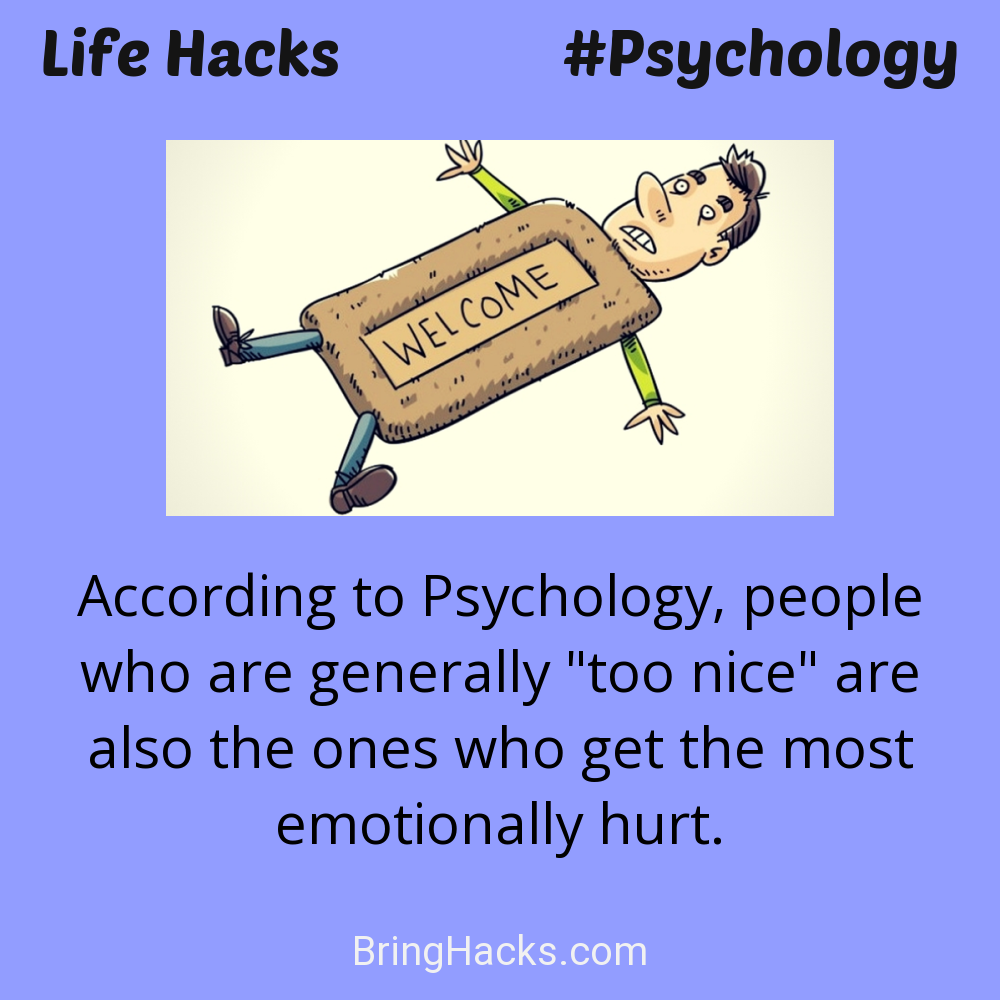 Life Hacks
#Psychology
WELCOME
According to Psychology, people
who are generally "too nice" are
also the ones who get the most
emotionally hurt.
BringHacks.com